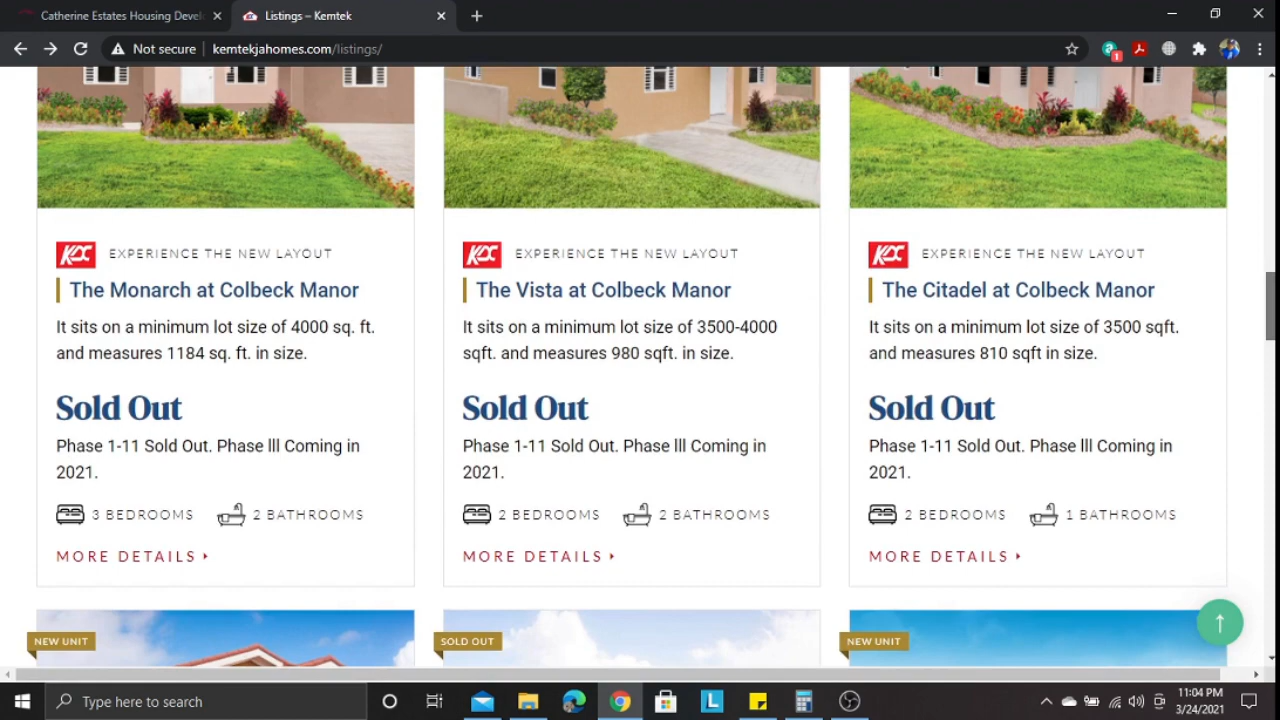 Catherine Estates Housing Devel
Listings – Kemtek
Not secure
kemtekjahomes.com/listings/
1
KDC EXPERIENCE THE NEW LAYOUT
The Monarch at Colbeck Manor
It sits on a minimum lot size of 4000 sq. ft.
and measures 1184 sq. ft. in size.
Sold Out
Phase 1-11 Sold Out. Phase lll Coming in
2021.
3 BEDROOMS 2 BATHROOMS
MORE DETAILS
KDC EXPERIENCE THE NEW LAYOUT
The Vista at Colbeck Manor
It sits on a minimum lot size of 3500-4000
sqft. and measures 980 sqft. in size.
Sold Out
Phase 1-11 Sold Out. Phase lll Coming in
2021.
2 BEDROOMS 2 BATHROOMS
MORE DETAILS
KDC EXPERIENCE THE NEW LAYOUT
The Citadel at Colbeck Manor
It sits on a minimum lot size of 3500 sqft.
and measures 810 sqft in size.
Sold Out
Phase 1-11 Sold Out. Phase lll Coming in
2021.
2 BEDROOMS 1 BATHROOMS
MORE DETAILS
NEW UNIT
SOLD OUT
NEW UNIT
Type here to search
L
11:04 PM
3/24/2021